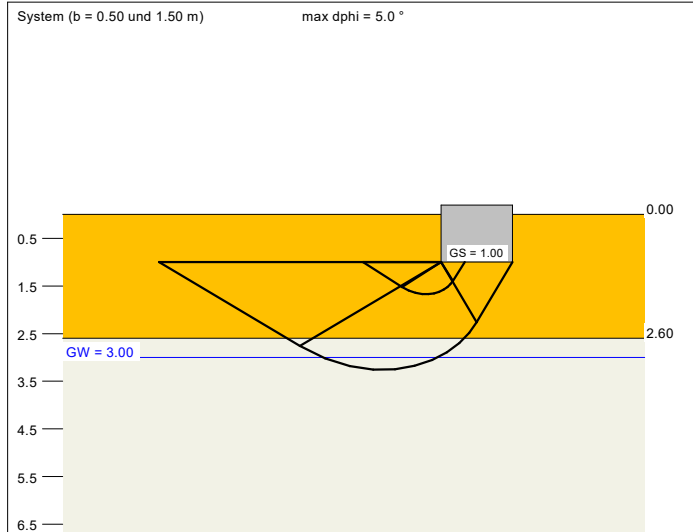 System (b = 0.50 und 1.50 m)
max dphi = 5.0 °
0.00
0.5
GS = 1.00
1.5
2.5
2.60
GW = 3.00
3.5
4.5
5.5
6.5